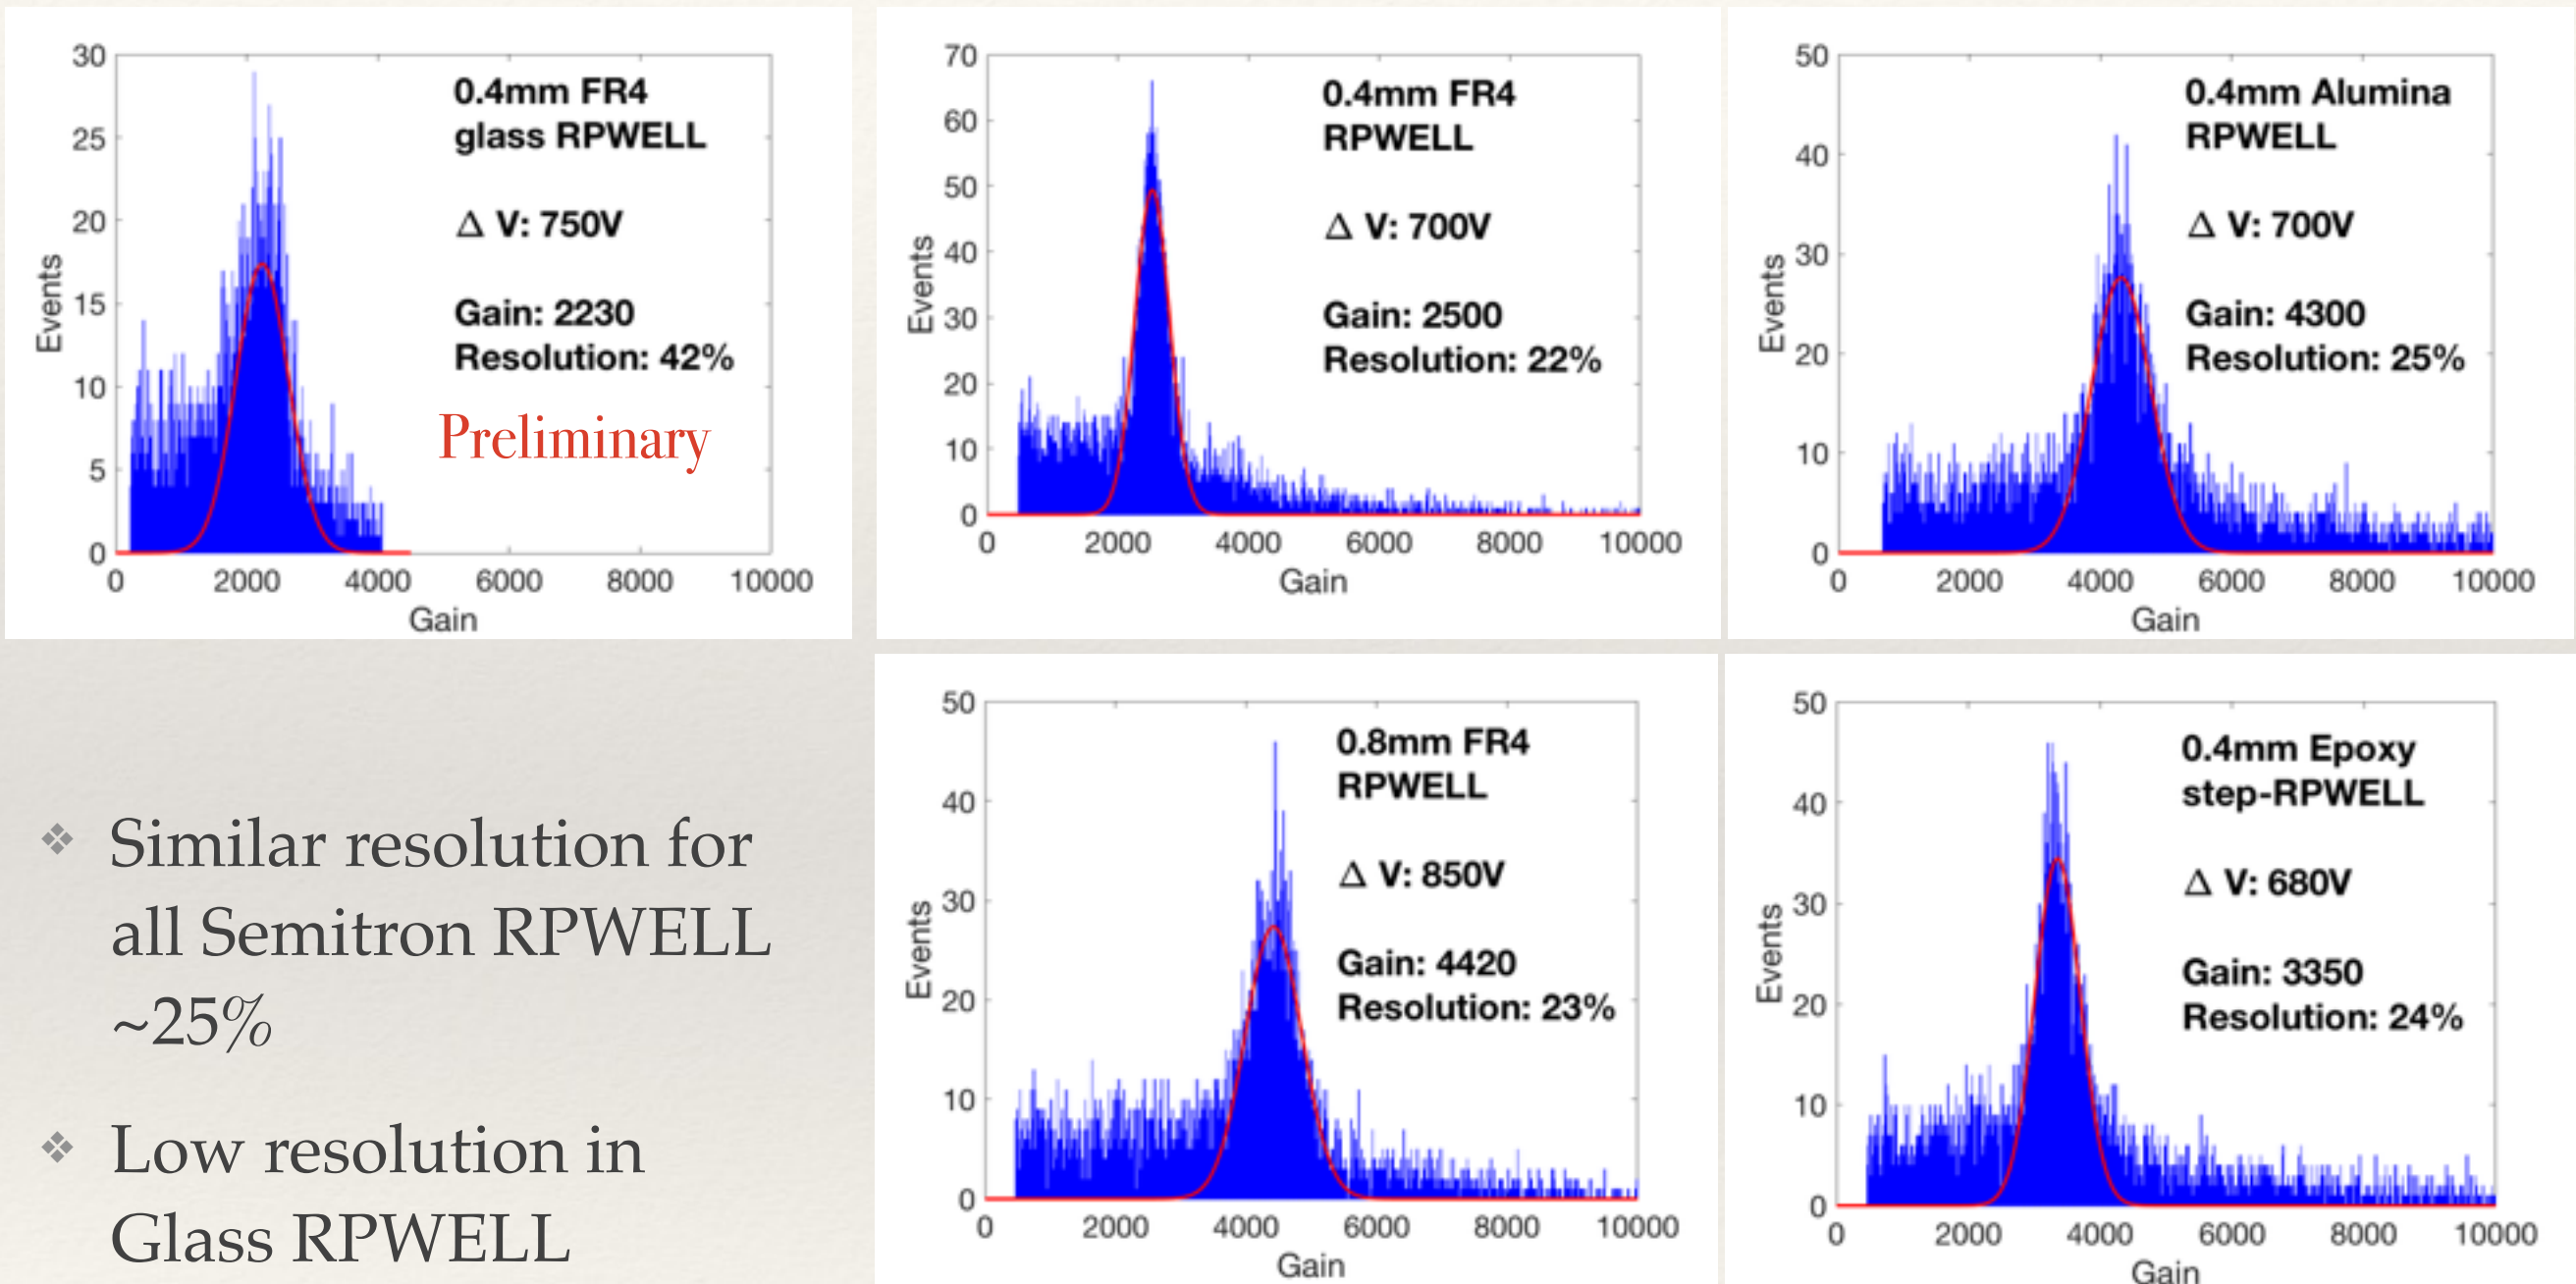 30
25
20
15
10
5
0
Events
0 2000 4000 6000 8000 10000
Gain
0.4mm FR4
glass RPWELL
Δ V: 750V
Gain: 2230
Resolution: 42%
Preliminary
70
60
50
40
30
20
10
0
Events
0 2000 4000 6000 8000 10000
Gain
0.4mm FR4
RPWELL
Δ V: 700V
Gain: 2500
Resolution: 22%
50
40
30
20
10
0
Events
0 2000 4000 6000 8000 10000
Gain
0.4mm Alumina
RPWELL
Δ V: 700V
Gain: 4300
Resolution: 25%
❖ Similar resolution for
all Semitron RPWELL
~25%
❖ Low resolution in
Glass RPWELL
50
40
30
20
10
0
Events
0 2000 4000 6000 8000 10000
Gain
0.8mm FR4
RPWELL
Δ V: 850V
Gain: 4420
Resolution: 23%
50
40
30
20
10
0
Events
0 2000 4000 6000 8000 10000
Gain
0.4mm Epoxy
step-RPWELL
Δ V: 680V
Gain: 3350
Resolution: 24%